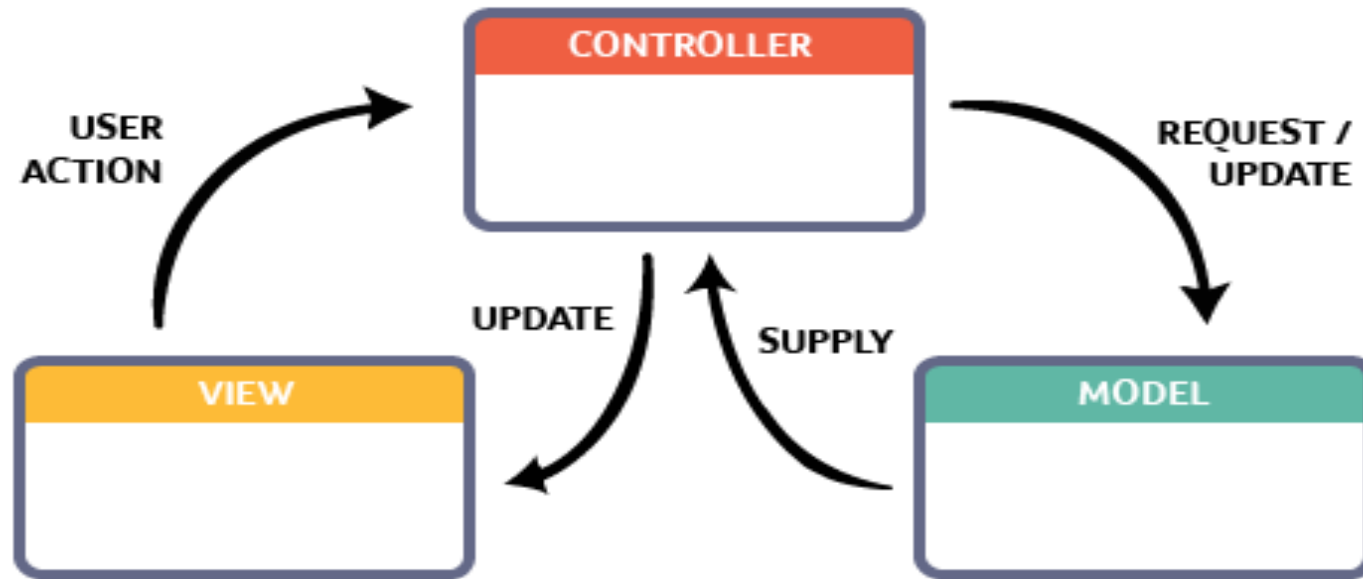 CONTROLLER
USER
ACTION
REQUEST /
UPDATE
UPDATE
SUPPLY
VIEW
MODEL